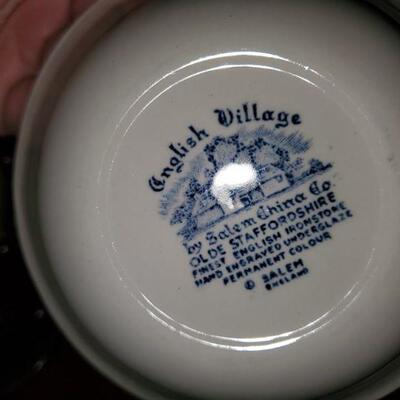 English Village
by Salem China Co.
OLDE STAFFORDSHIRE
FINEST ENGLISH IRONSTONE
HAND ENGRAVED UNDERGLAZE
PERMANENT COLOUR
© SALEM
ENGLAND